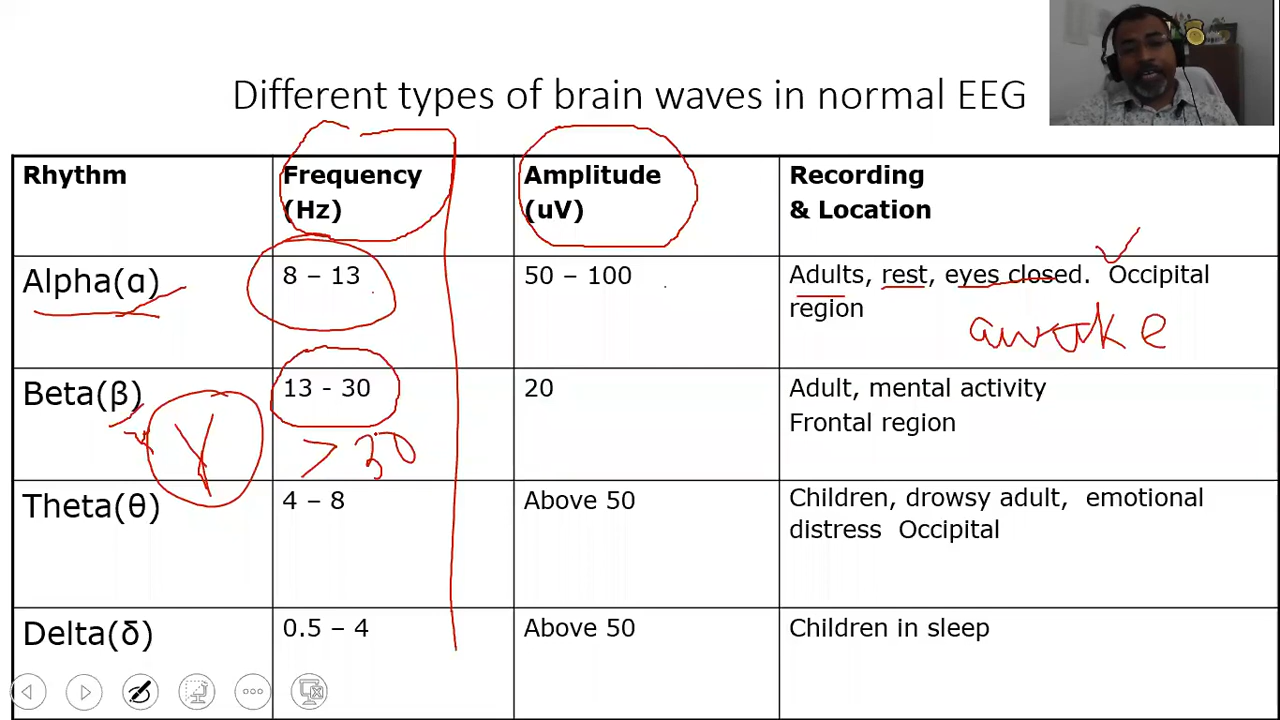 Different types of brain waves in normal EEG
Rhythm
Frequency
(Hz)
Amplitude
(uV)
Recording
& Location
Alpha(α)
8 – 13
50 – 100
Adults, rest, eyes closed. Occipital
region
awake
Beta(β)
13 - 30
20
Adult, mental activity
Frontal region
γ
> 30
Theta(θ)
4 – 8
Above 50
Children, drowsy adult, emotional
distress Occipital
Delta(δ)
0.5 – 4
Above 50
Children in sleep